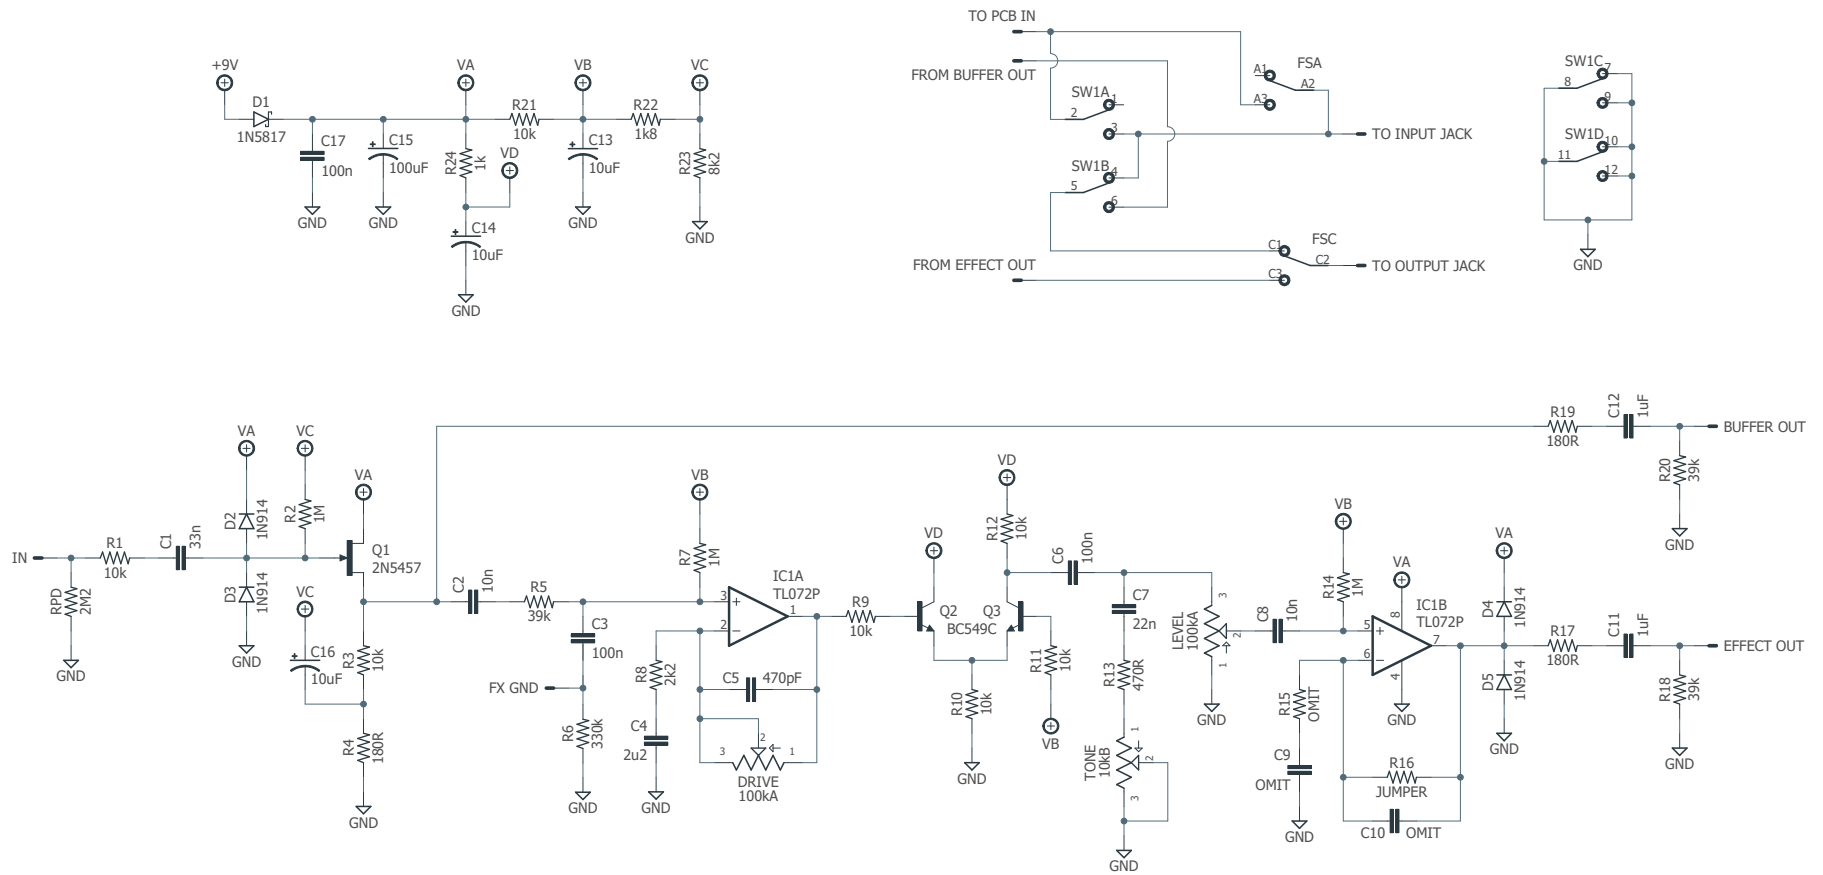 TO PCB IN
FROM BUFFER OUT
SW1A
1
2
3
SW1B
4
5
6
A1
FSA
A2
A3
TO INPUT JACK
FROM EFFECT OUT
C1
FSC
C2
C3
TO OUTPUT JACK
SW1C
7
8
9
SW1D
10
11
12
GND
+9V
D1
1N5817
C17
100n
GND
C15
100uF
GND
VA
R21
10k
R24
1k
VD
C14
10uF
GND
VB
C13
10uF
GND
R22
1k8
VC
R23
8k2
GND
IN
RPD
2M2
GND
R1
10k
C1
33n
VA
D2
1N914
D3
1N914
GND
VC
R2
1M
VA
Q1
2N5457
VC
C16
10uF
R3
10k
R4
180R
GND
C2
10n
R5
39k
C3
100n
FX GND
R6
330k
GND
VB
R7
1M
IC1A
TL072P
3
+
1
2
−
R8
2k2
C4
2u2
GND
C5
470pF
2
3
1
DRIVE
100kA
R9
10k
VD
Q2
Q3
BC549C
VD
R12
10k
R10
10k
GND
R11
10k
VB
C6
100n
C7
22n
R13
470R
1
TONE
10kB
2
3
GND
LEVEL
100kA
3
2
1
GND
C8
10n
VB
R14
1M
VA
IC1B
TL072P
8
5
+
7
6
−
4
GND
R15
OMIT
C9
OMIT
GND
R16
JUMPER
C10
OMIT
VA
D4
1N914
D5
1N914
GND
R17
180R
C11
1uF
EFFECT OUT
R18
39k
GND
R19
180R
C12
1uF
BUFFER OUT
R20
39k
GND